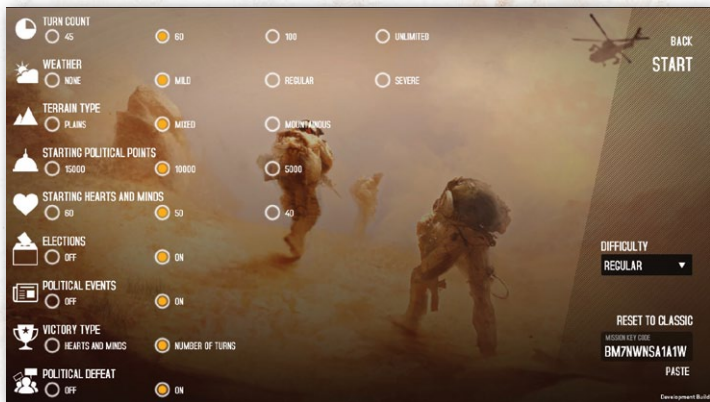 TURN COUNT
45 60 100 UNLIMITED
WEATHER
NONE MILD REGULAR SEVERE
TERRAIN TYPE
PLAINS MIXED MOUNTAINOUS
STARTING POLITICAL POINTS
15000 10000 5000
STARTING HEARTS AND MINDS
60 50 40
ELECTIONS
OFF ON
POLITICAL EVENTS
OFF ON
VICTORY TYPE
HEARTS AND MINDS NUMBER OF TURNS
POLITICAL DEFEAT
OFF ON
BACK
START
DIFFICULTY
REGULAR
RESET TO CLASSIC
MISSION KEY CODE
BM7NWNSA1A1W
PASTE
Development Build